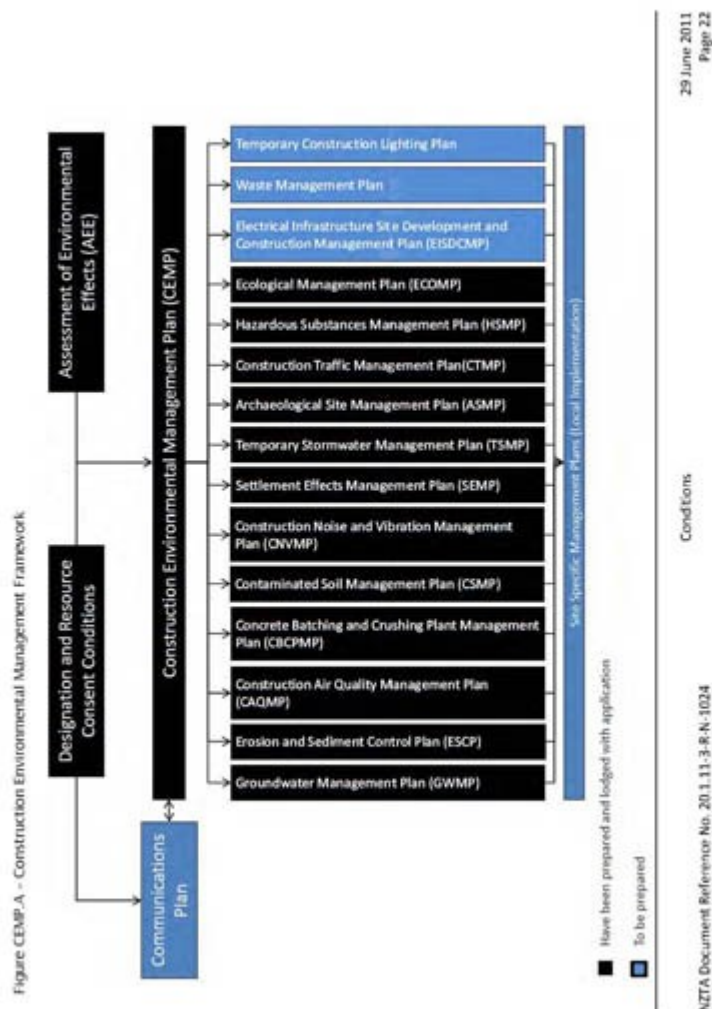 Figure CEMP.A - Construction Environmental Management Framework
Designation and Resource
Consent Conditions
Assessment of Environmental
Effects (AEE)
Communications
Plan
Construction Environmental Management Plan (CEMP)
Groundwater Management Plan (GWMP)
Erosion and Sediment Control Plan (ESCP)
Construction Air Quality Management Plan
(CAQMP)
Concrete Batching and Crushing Plant Management
Plan (CBCPMP)
Contaminated Soil Management Plan (CSMP)
Construction Noise and Vibration Management
Plan (CNVMP)
Settlement Effects Management Plan (SEMP)
Temporary Stormwater Management Plan (TSMP)
Archaeological Site Management Plan (ASMP)
Construction Traffic Management Plan(CTMP)
Hazardous Substances Management Plan (HSMP)
Ecological Management Plan (ECOMP)
Electrical Infrastructure Site Development and
Construction Management Plan (EISDCMP)
Waste Management Plan
Temporary Construction Lighting Plan
Site Specific Management Plans (Local Implementation)
Have been prepared and lodged with application
To be prepared
NZTA Document Reference No. 20.1.11-3-R-N-1024
Conditions
29 June 2011
Page 22